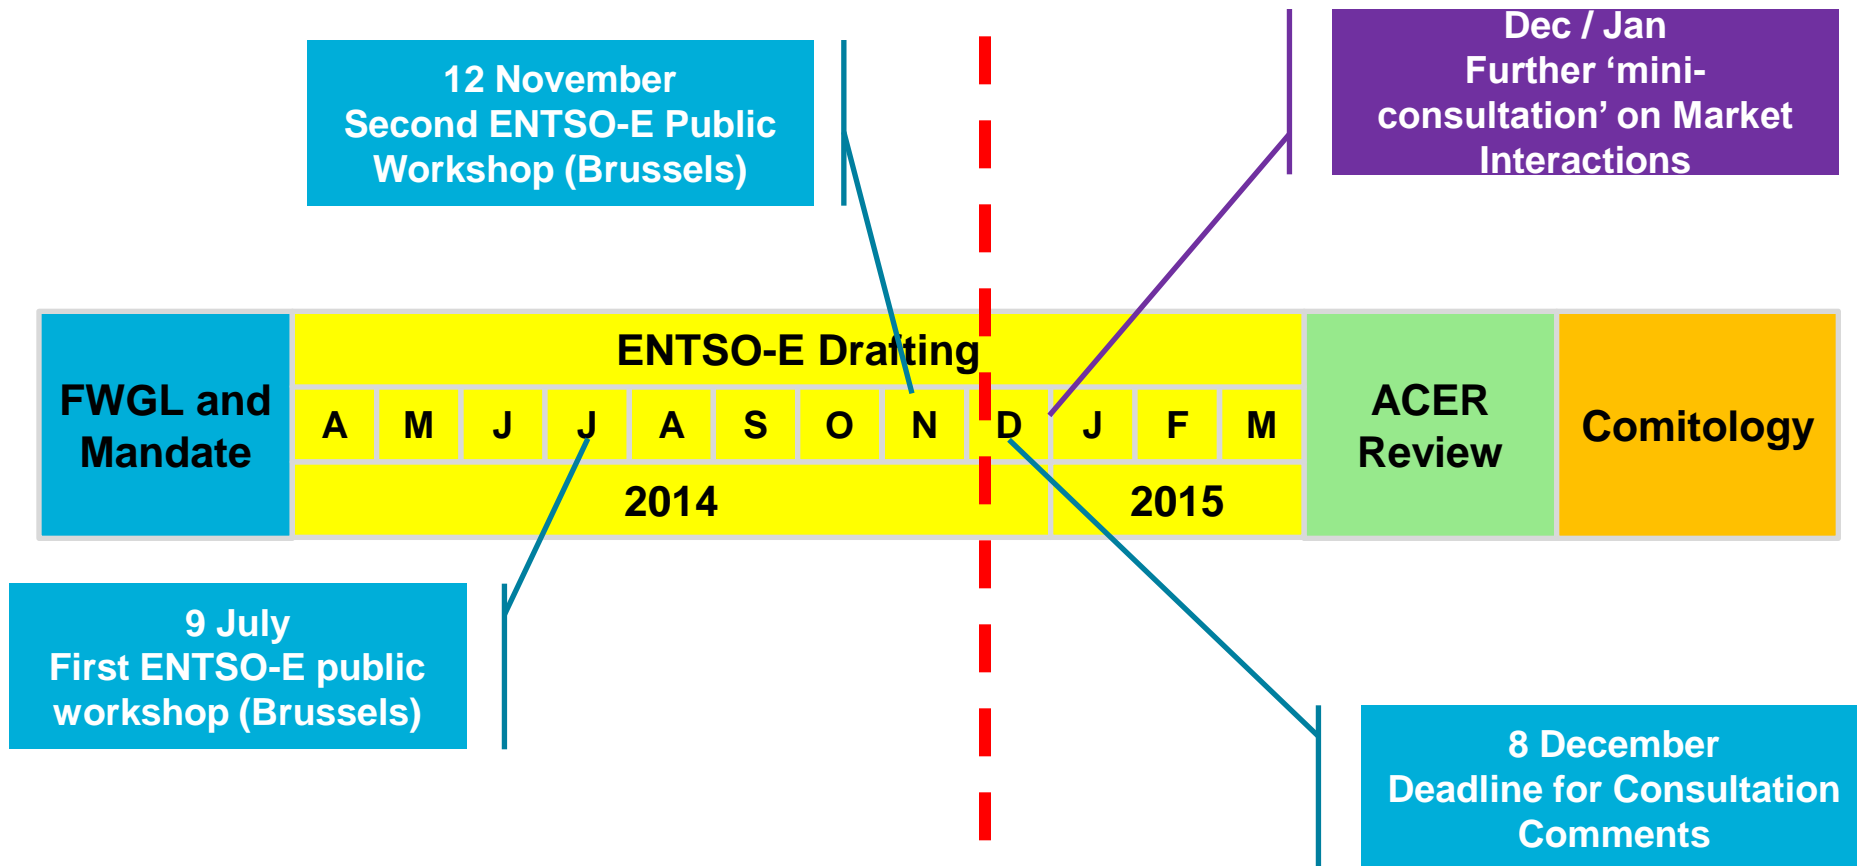 12 November
Second ENTSO-E Public
Workshop (Brussels)
Dec / Jan
Further ‘mini-
consultation’ on Market
Interactions
FWGL and
Mandate
ENTSO-E Drafting
A M J J A S O N D J F M
2014 2015
ACER
Review
Comitology
9 July
First ENTSO-E public
workshop (Brussels)
8 December
Deadline for Consultation
Comments